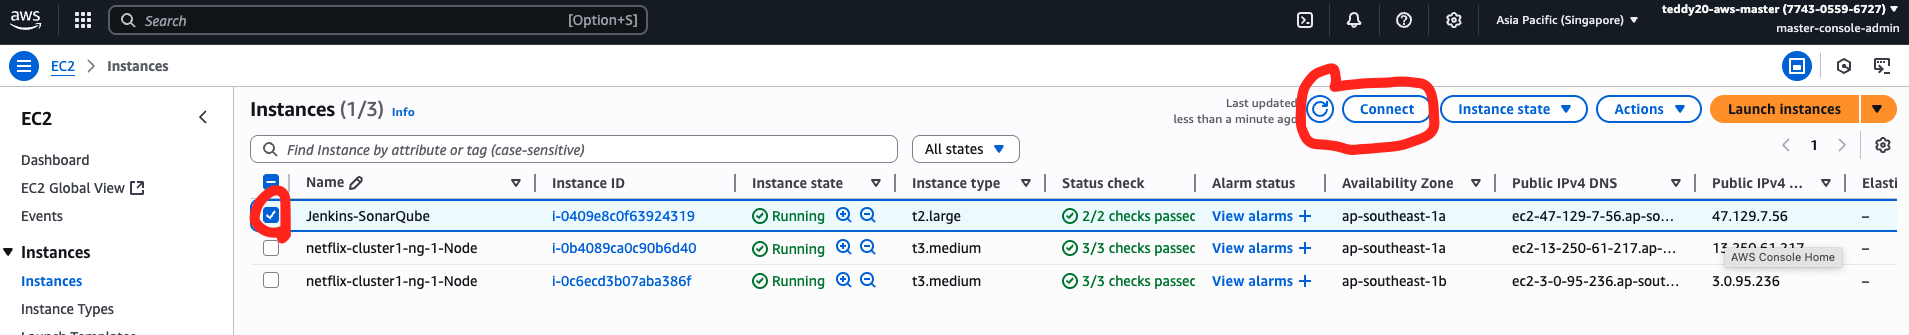 aws
Search [Option+S]
Asia Pacific (Singapore)
teddy20-aws-master (7743-0559-6727)
master-console-admin
EC2 > Instances
EC2
Dashboard
EC2 Global View
Events
Instances
Instances
Instance Types
Launch Templates
Instances (1/3) Info
Last updated
less than a minute ago
Connect
Instance state
Actions
Launch instances
Find Instance by attribute or tag (case-sensitive)
All states
1
Name Instance ID Instance state Instance type Status check Alarm status Availability Zone Public IPv4 DNS Public IPv4 ... Elasti
Jenkins-SonarQube i-0409e8c0f63924319 Running t2.large 2/2 checks passec View alarms + ap-southeast-1a ec2-47-129-7-56.ap-so... 47.129.7.56 –
netflix-cluster1-ng-1-Node i-0b4089ca0c90b6d40 Running t3.medium 3/3 checks passec View alarms + ap-southeast-1a ec2-13-250-61-217.ap-... 13.250.61.217 –
AWS Console Home
netflix-cluster1-ng-1-Node i-0c6ecd3b07aba386f Running t3.medium 3/3 checks passec View alarms + ap-southeast-1b ec2-3-0-95-236.ap-sout... 3.0.95.236 –